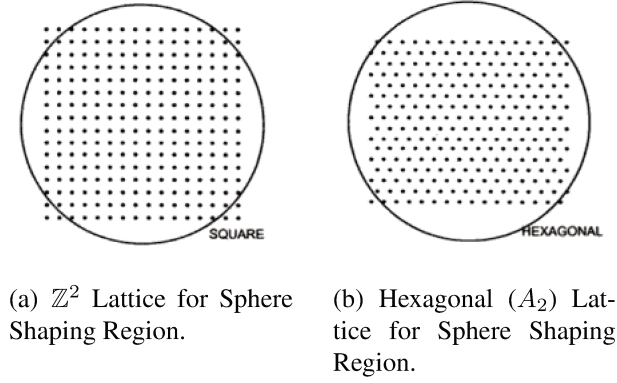 SQUARE
HEXAGONAL
(a) ℤ² Lattice for Sphere
Shaping Region.
(b) Hexagonal (A₂) Lat-
tice for Sphere Shaping
Region.